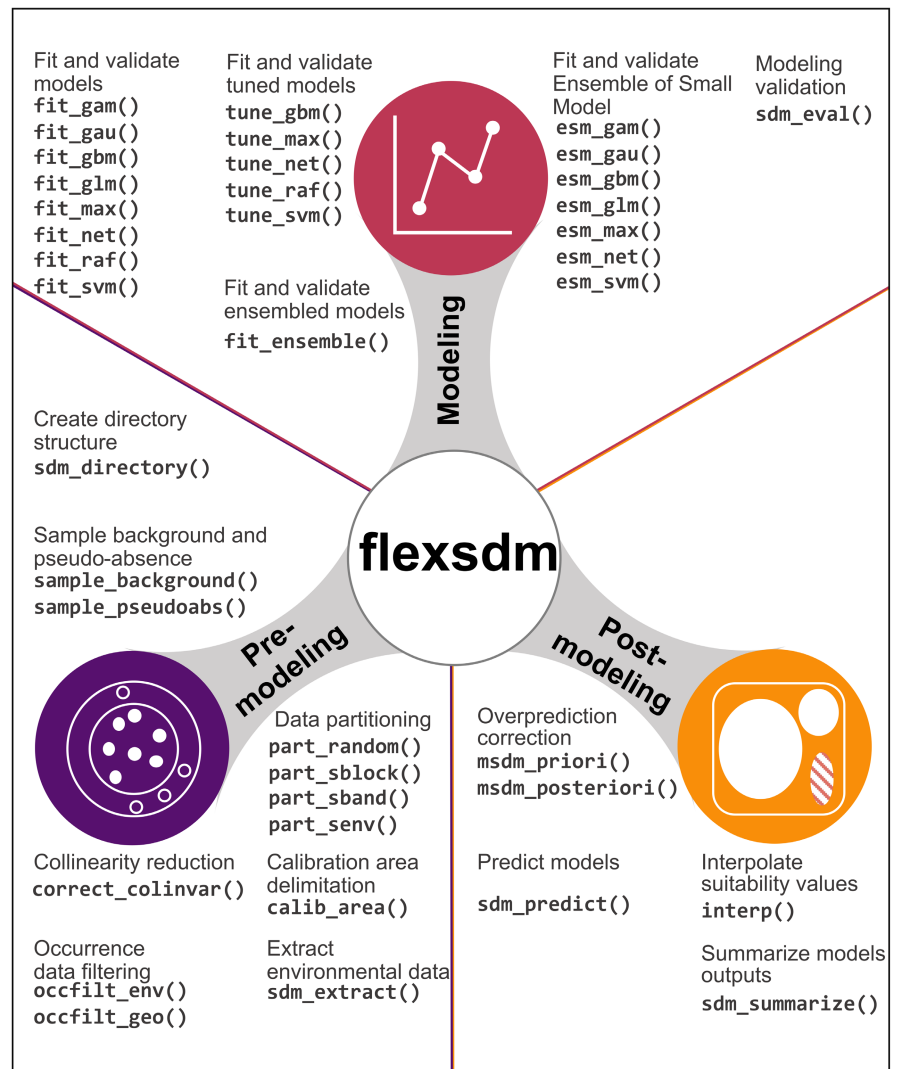 Fit and validate
models
fit_gam()
fit_gau()
fit_gbm()
fit_glm()
fit_max()
fit_net()
fit_raf()
fit_svm()
Fit and validate
tuned models
tune_gbm()
tune_max()
tune_net()
tune_raf()
tune_svm()
Fit and validate
ensembled models
fit_ensemble()
Fit and validate
Ensemble of Small
Model
esm_gam()
esm_gau()
esm_gbm()
esm_glm()
esm_max()
esm_net()
esm_svm()
Modeling
validation
sdm_eval()
Modeling
flexsdm
Create directory
structure
sdm_directory()
Sample background and
pseudo-absence
sample_background()
sample_pseudoabs()
Pre-
modeling
Data partitioning
part_random()
part_sblock()
part_sband()
part_senv()
Collinearity reduction
correct_colinvar()
Calibration area
delimitation
calib_area()
Occurrence
data filtering
occfilt_env()
occfilt_geo()
Extract
environmental data
sdm_extract()
Post-
modeling
Overprediction
correction
msdm_priori()
msdm_posteriori()
Predict models
sdm_predict()
Interpolate
suitability values
interp()
Summarize models
outputs
sdm_summarize()